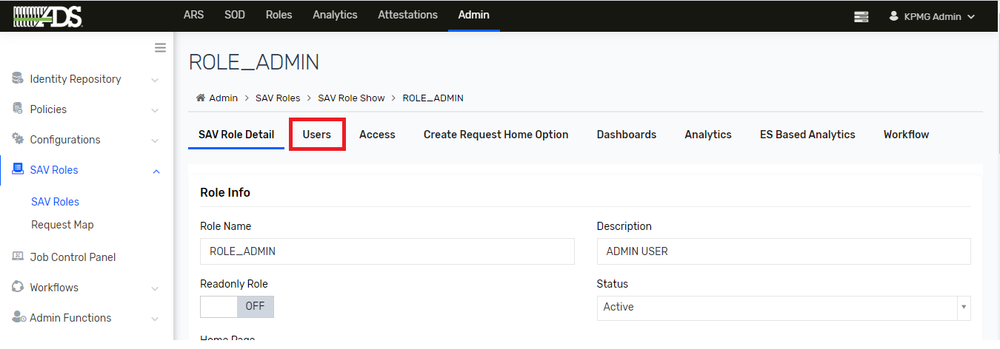 ADS
ARS SOD Roles Analytics Attestations Admin KPMG Admin
ROLE_ADMIN
Admin > SAV Roles > SAV Role Show > ROLE_ADMIN
SAV Role Detail Users Access Create Request Home Option Dashboards Analytics ES Based Analytics Workflow
Identity Repository
Policies
Configurations
SAV Roles
SAV Roles
Request Map
Job Control Panel
Workflows
Admin Functions
Role Info
Role Name Description
ROLE_ADMIN ADMIN USER
Readonly Role Status
OFF Active
Home Page